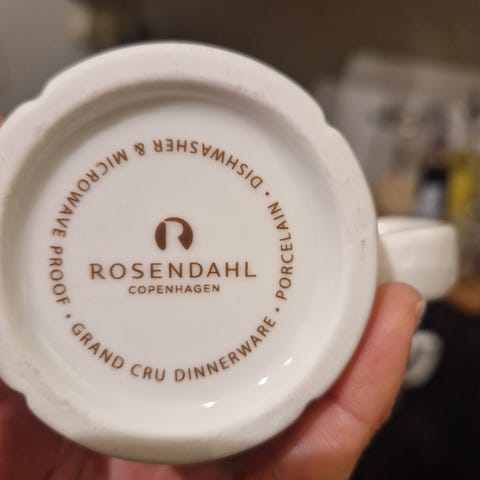 ROSENDAHL
COPENHAGEN
GRAND CRU DINNERWARE · PORCELAIN · DISHWASHER & MICROWAVE PROOF ·